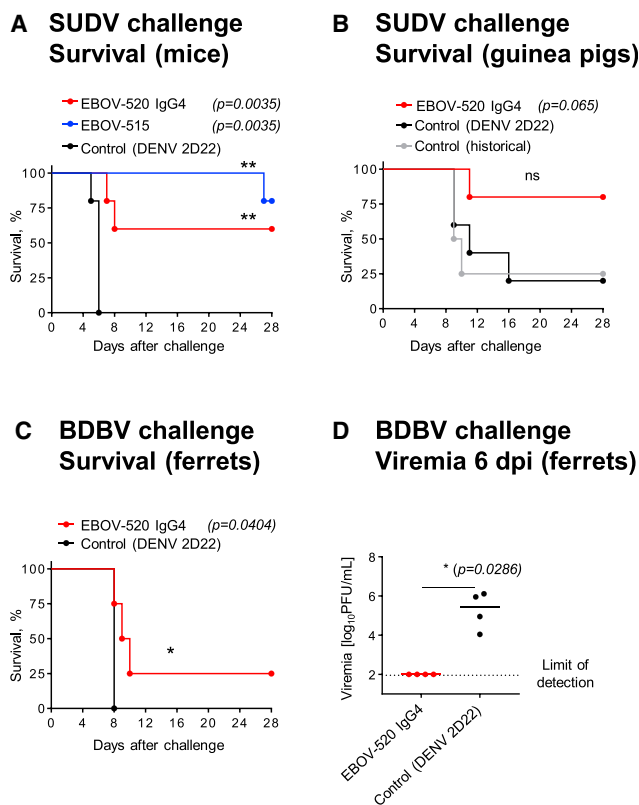 A SUDV challenge
Survival (mice)
EBOV-520 IgG4 (p=0.0035)
EBOV-515 (p=0.0035)
Control (DENV 2D22)
Survival, %
100
75
50
25
0
**
**
0 4 8 12 16 20 24 28
Days after challenge
B SUDV challenge
Survival (guinea pigs)
EBOV-520 IgG4 (p=0.065)
Control (DENV 2D22)
Control (historical)
Survival, %
100
75
50
25
0
ns
0 4 8 12 16 20 24 28
Days after challenge
C BDBV challenge
Survival (ferrets)
EBOV-520 IgG4 (p=0.0404)
Control (DENV 2D22)
Survival, %
100
75
50
25
0
*
0 4 8 12 16 20 24 28
Days after challenge
D BDBV challenge
Viremia 6 dpi (ferrets)
Viremia [log10PFU/mL]
8
6
4
2
* (p=0.0286)
Limit of
detection
EBOV-520 IgG4
Control (DENV 2D22)